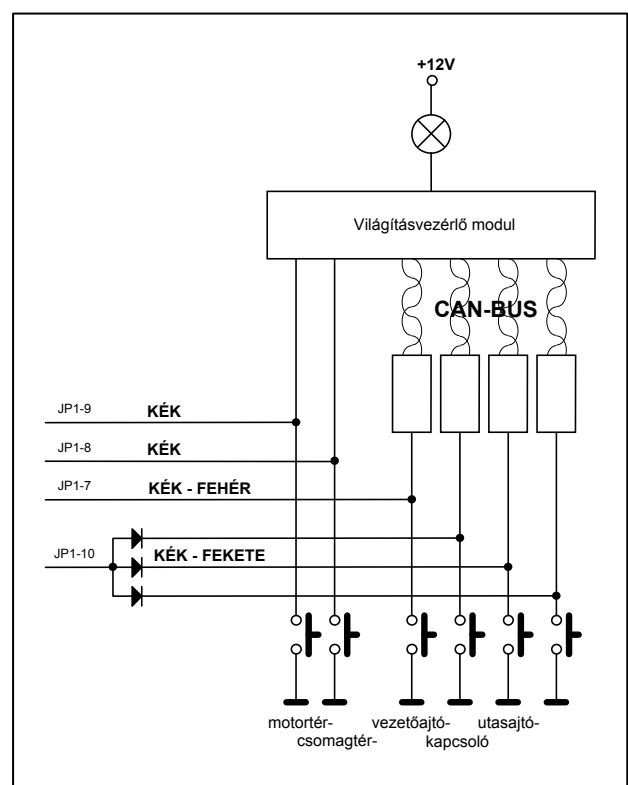 +12V
Világításvezérlő modul
CAN-BUS
JP1-9 KÉK
JP1-8 KÉK
JP1-7 KÉK - FEHÉR
JP1-10 KÉK - FEKETE
motortér- vezetőajtó- utasajtó-
csomagtér- kapcsoló